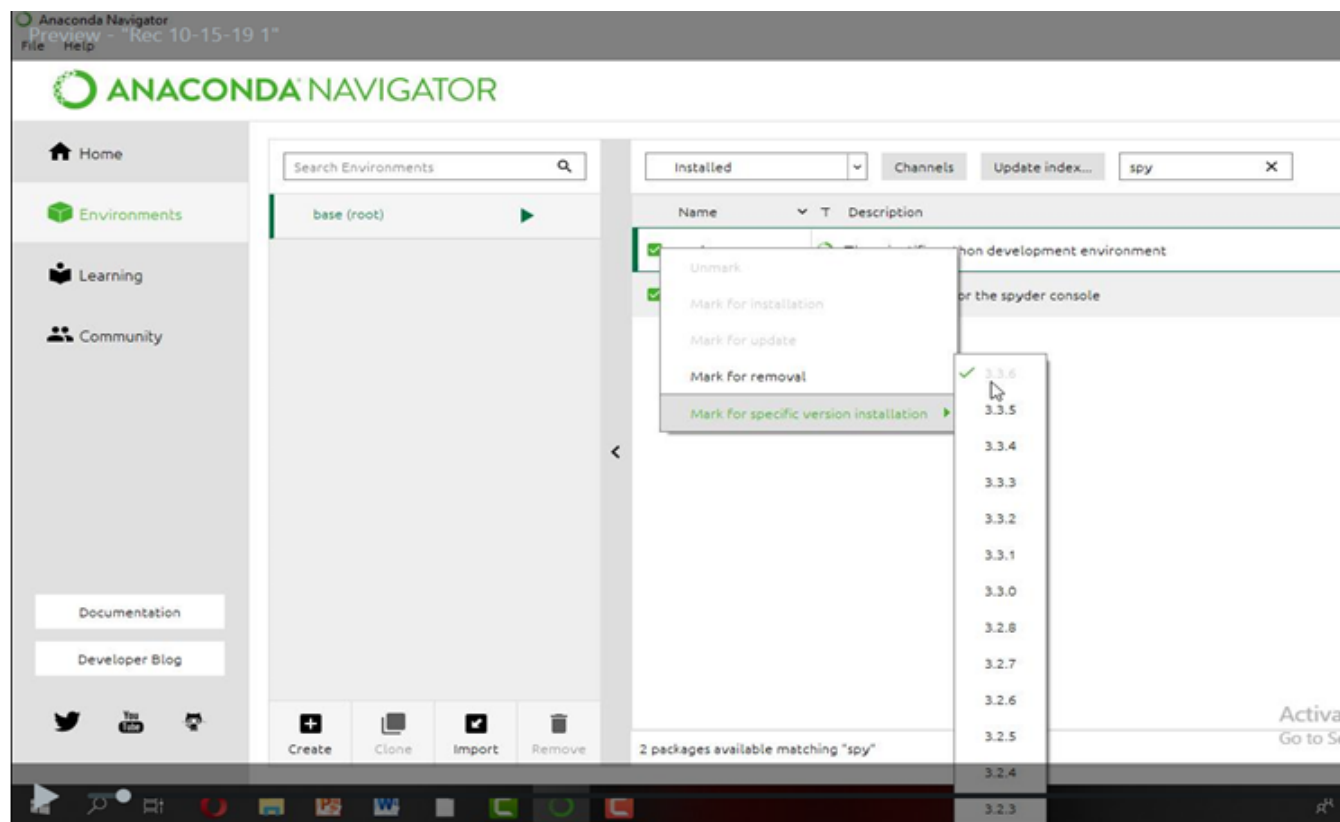 Anaconda Navigator
Preview - "Rec 10-15-19 1"
File Help
ANACONDA NAVIGATOR
Home
Environments
Learning
Community
Documentation
Developer Blog
You
Tube
Search Environments
base (root)
Create Clone Import Remove
Installed Channels Update index... spy X
Name T Description
python development environment
for the spyder console
Unmark
Mark for installation
Mark for update
Mark for removal
Mark for specific version installation
3.3.6
3.3.5
3.3.4
3.3.3
3.3.2
3.3.1
3.3.0
3.2.8
3.2.7
3.2.6
3.2.5
3.2.4
3.2.3
2 packages available matching "spy"
Activa
Go to Se